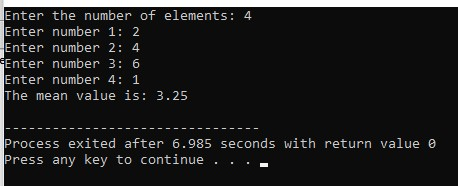 Enter the number of elements: 4
Enter number 1: 2
Enter number 2: 4
Enter number 3: 6
Enter number 4: 1
The mean value is: 3.25
--------------------------------
Process exited after 6.985 seconds with return value 0
Press any key to continue . . .